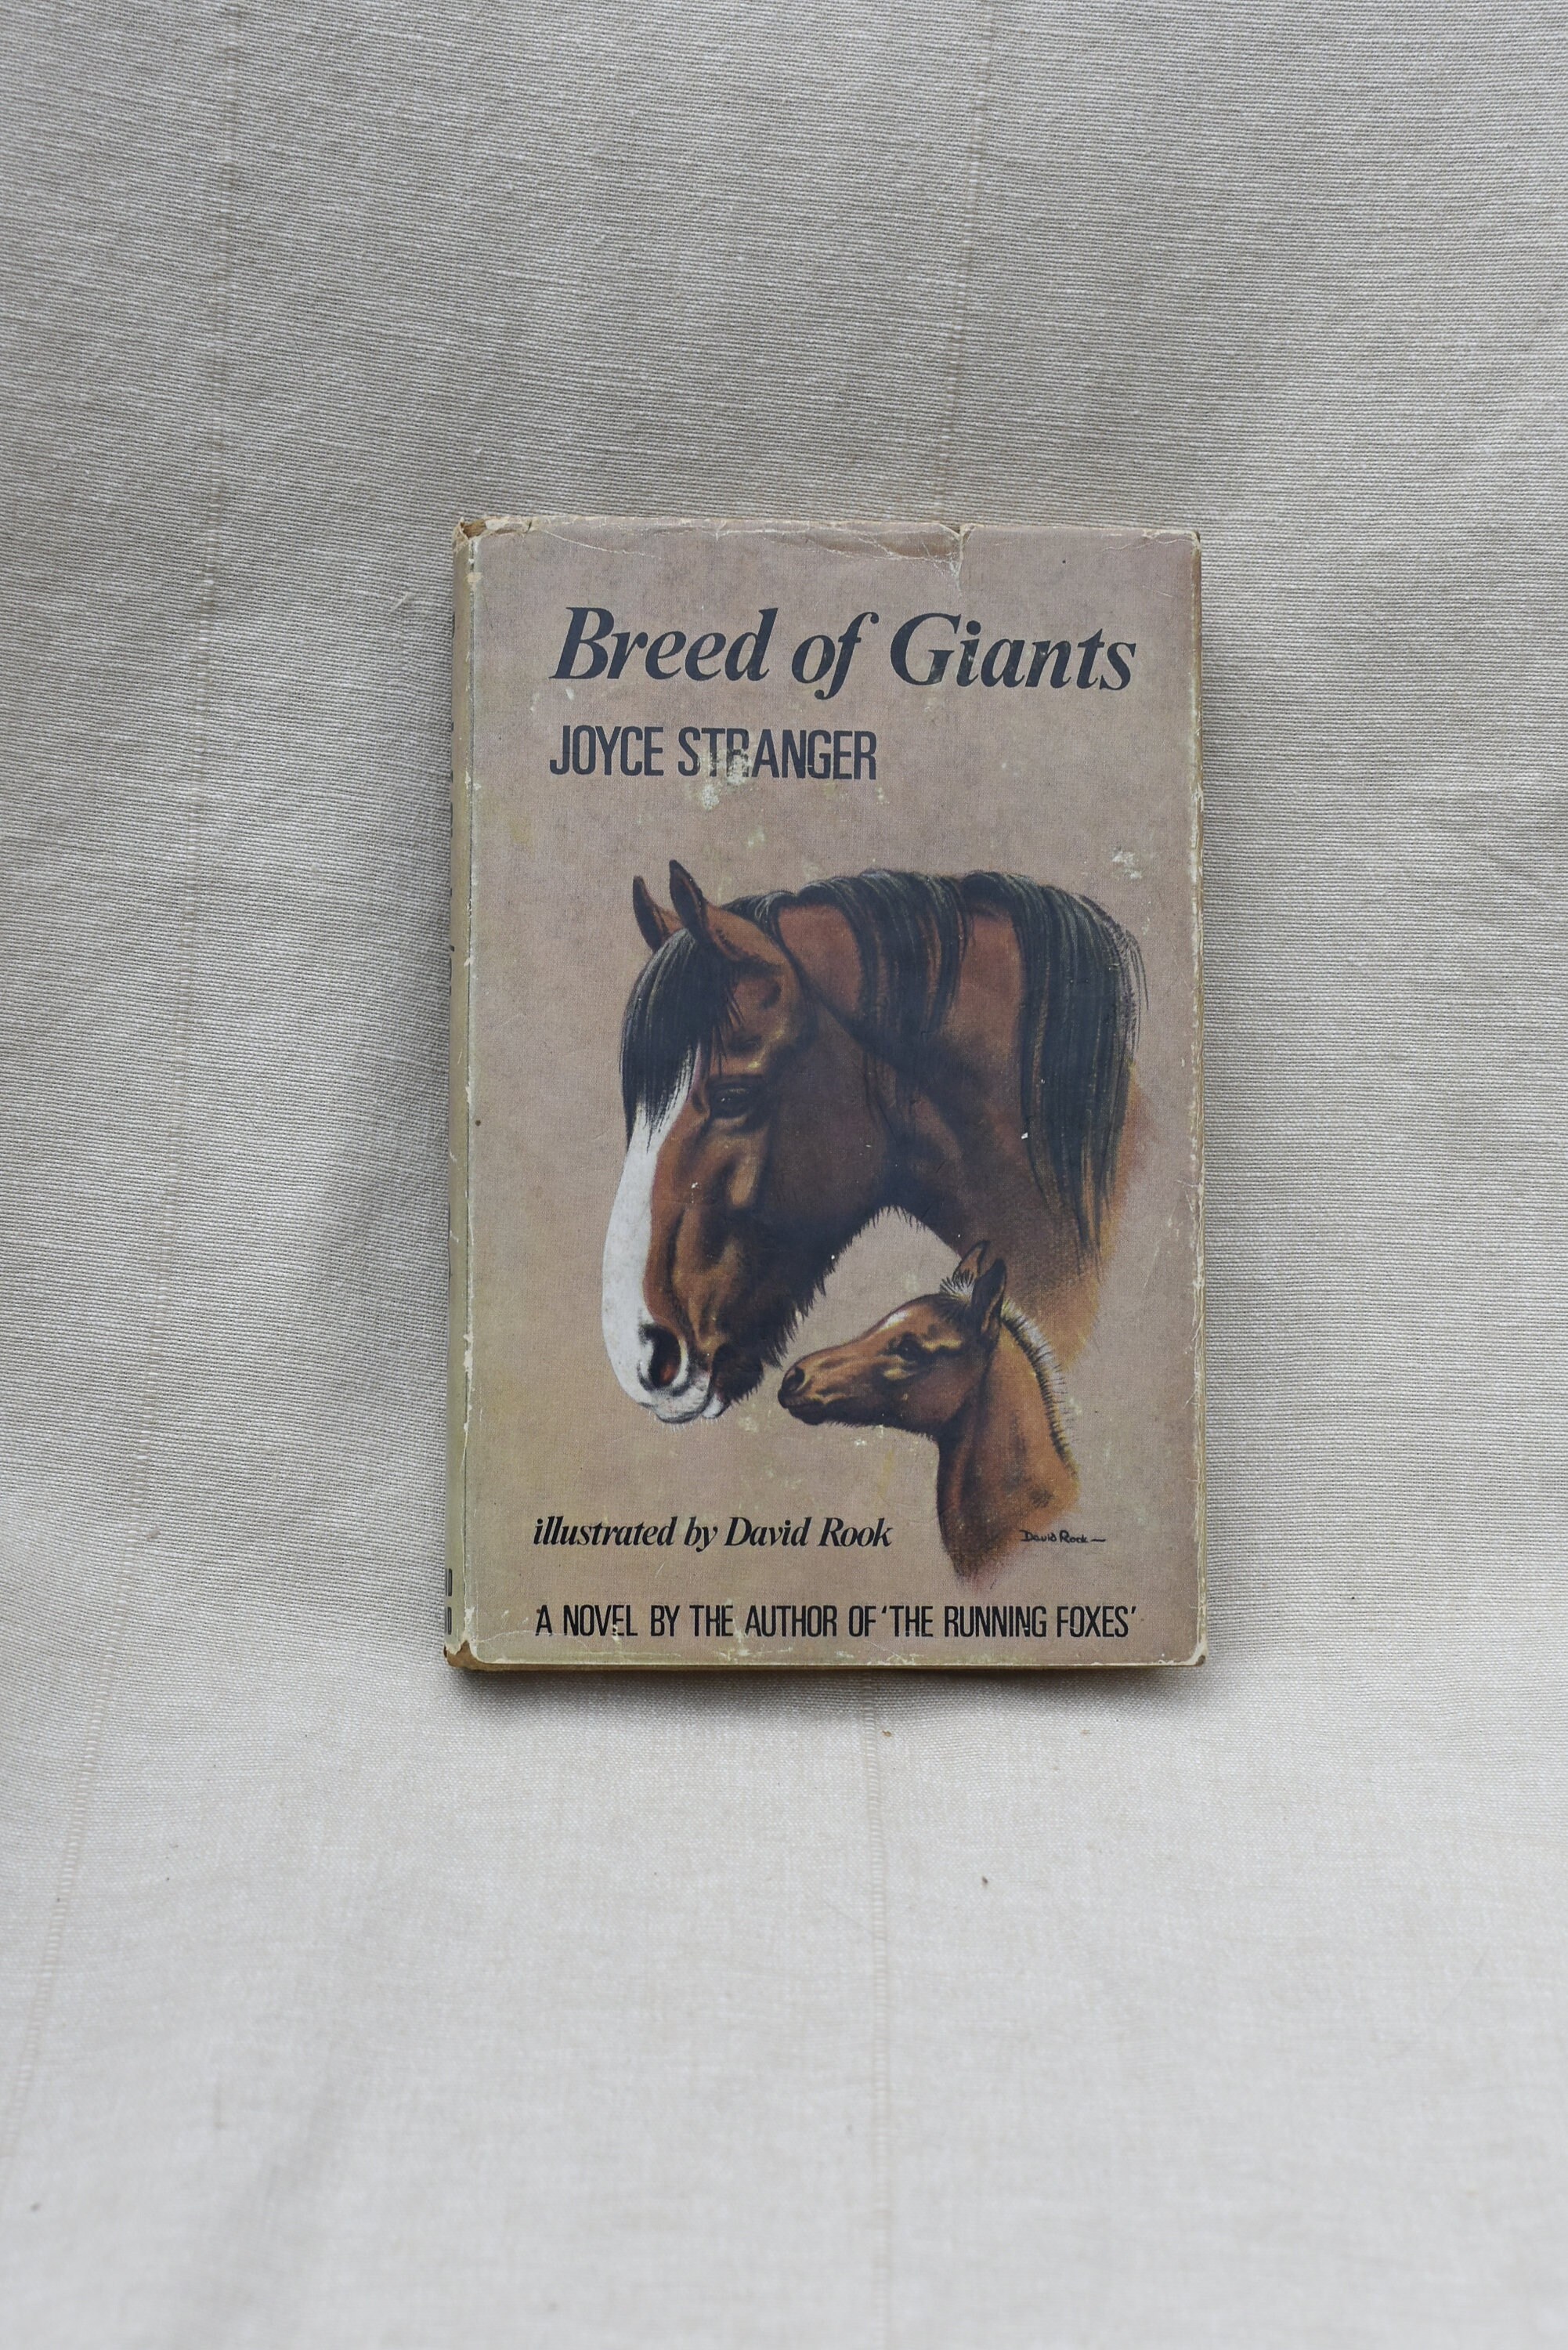 Breed of Giants
JOYCE STRANGER
David Rook
illustrated by David Rook
A NOVEL BY THE AUTHOR OF 'THE RUNNING FOXES'